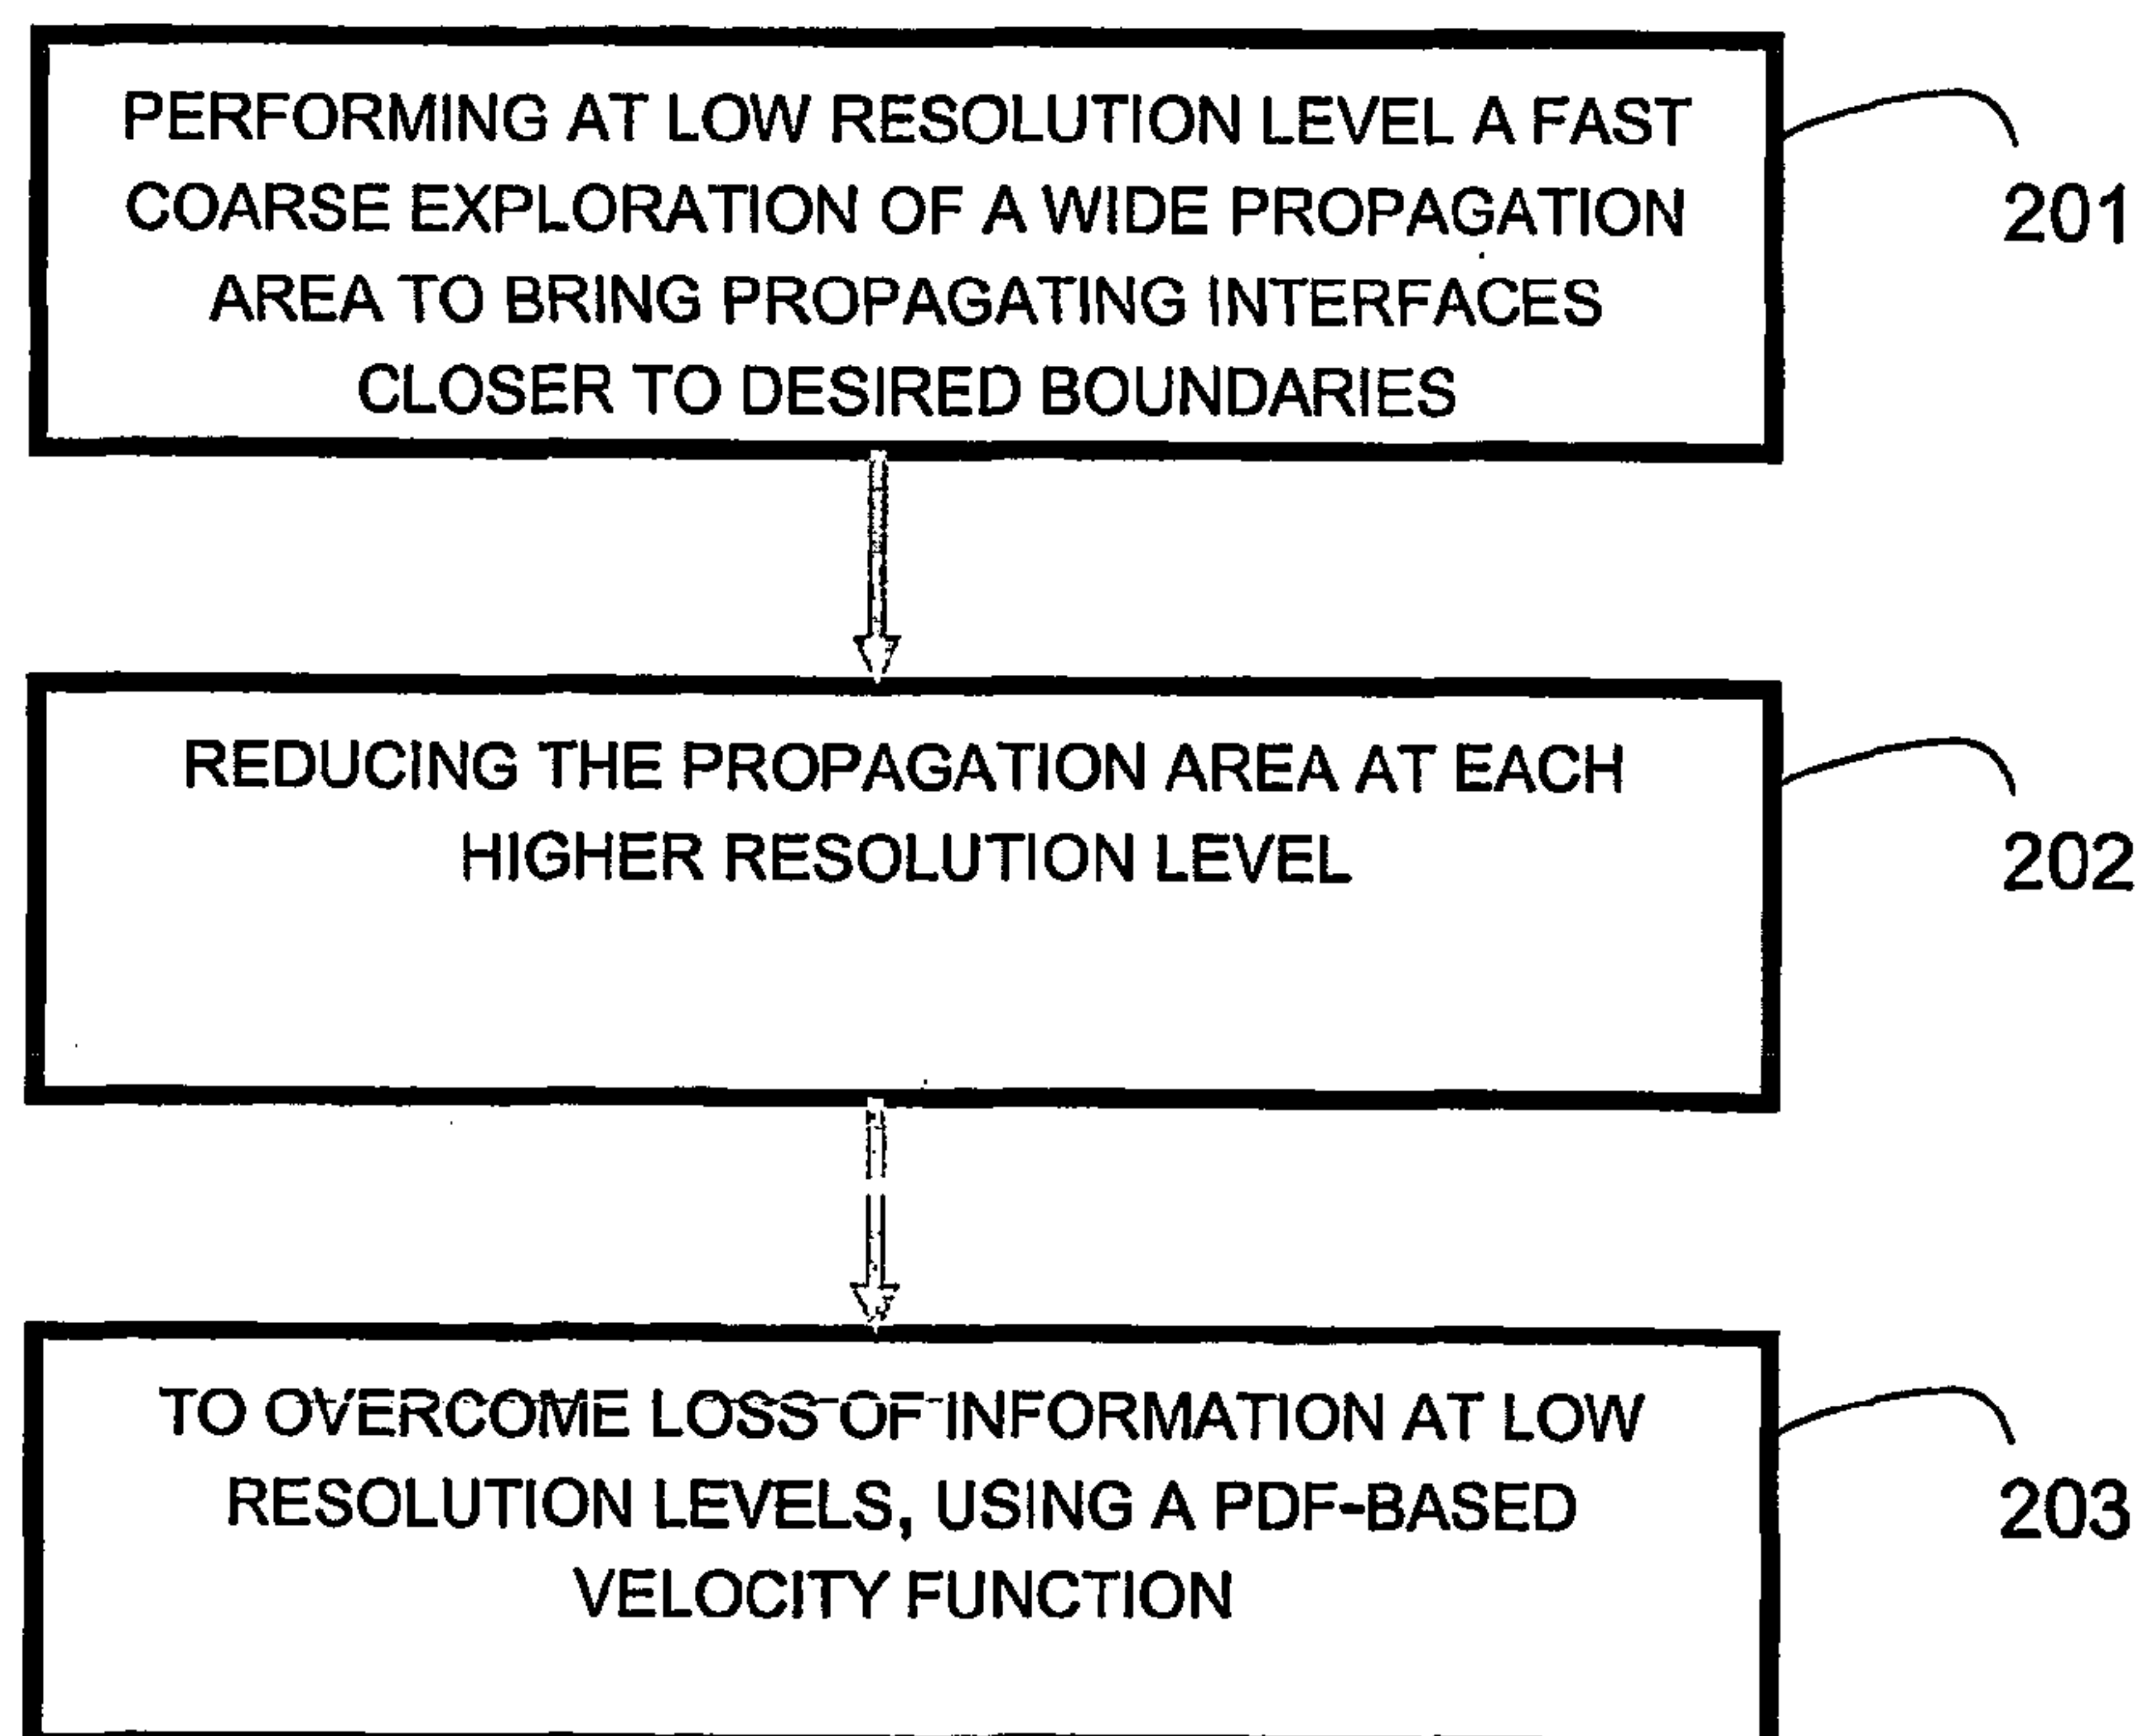 PERFORMING AT LOW RESOLUTION LEVEL A FAST
COARSE EXPLORATION OF A WIDE PROPAGATION
AREA TO BRING PROPAGATING INTERFACES
CLOSER TO DESIRED BOUNDARIES
201
REDUCING THE PROPAGATION AREA AT EACH
HIGHER RESOLUTION LEVEL
202
TO OVERCOME LOSS OF INFORMATION AT LOW
RESOLUTION LEVELS, USING A PDF-BASED
VELOCITY FUNCTION
203